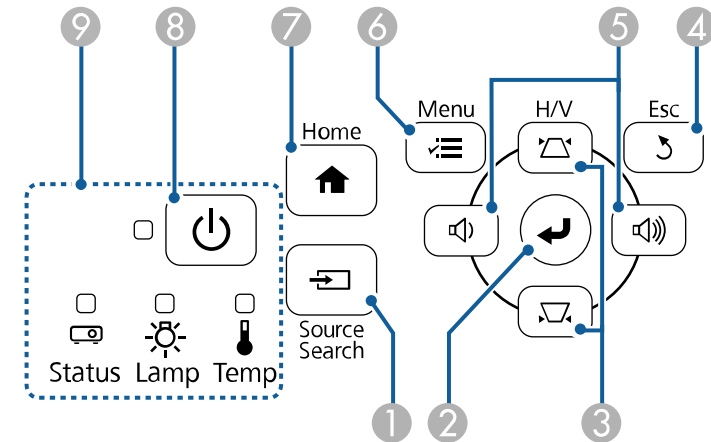 9 8 7 6 5 4
Menu H/V Esc
Home
Source
Search
Status Lamp Temp
1 2 3